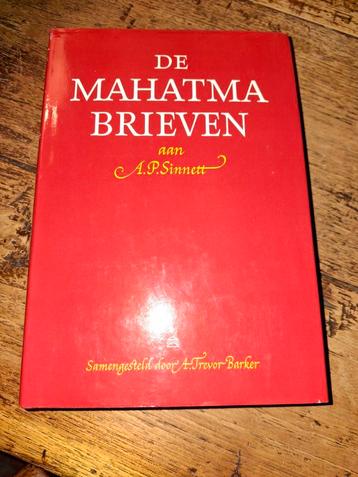 DE
MAHATMA
BRIEVEN
aan
A.P. Sinnett
Samengesteld door A. Trevor Barker